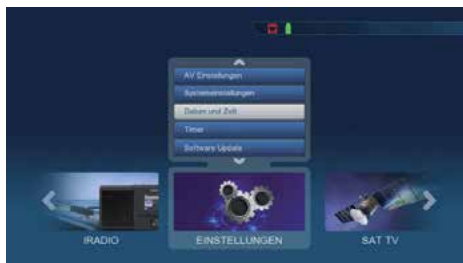 AV Einstellungen
Systemeinstellungen
Datum und Zeit
Timer
Software Update
IRADIO
EINSTELLUNGEN
SAT TV